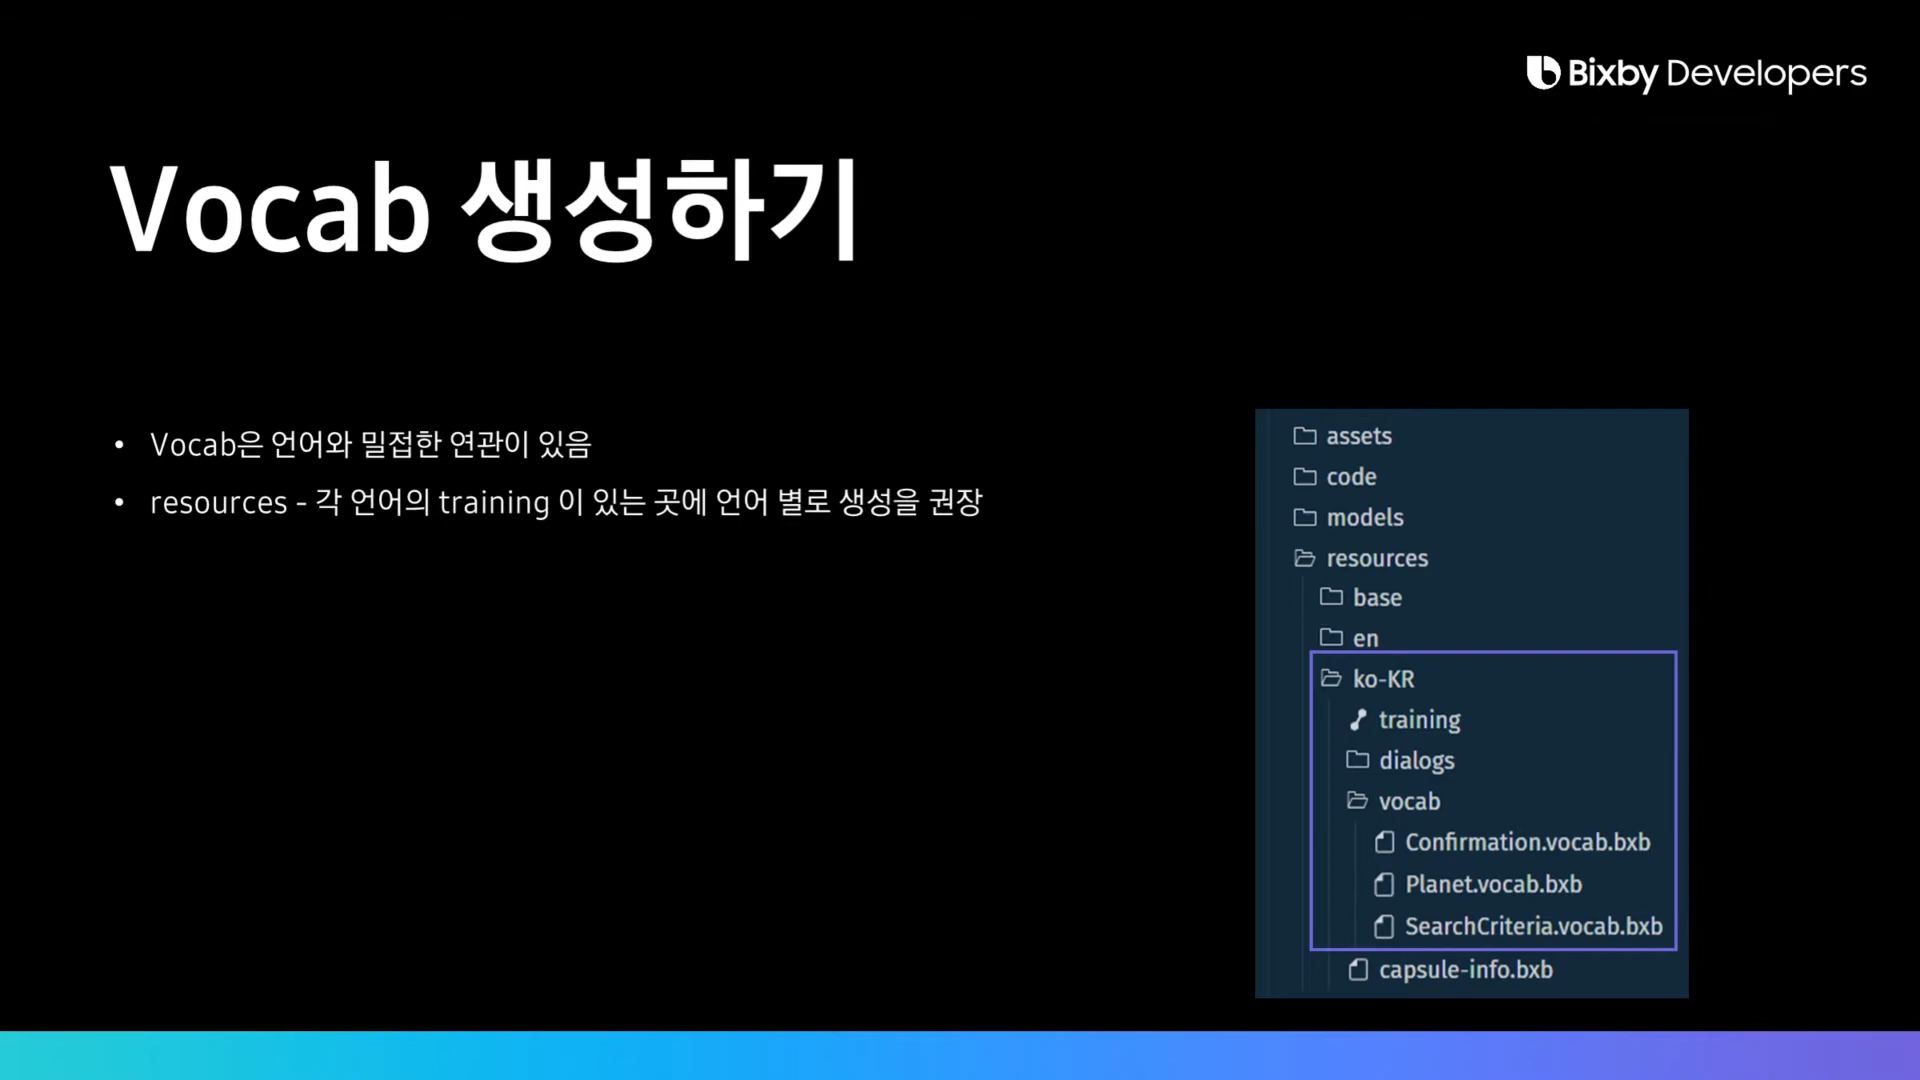 Bixby Developers
Vocab 생성하기
• Vocab은 언어와 밀접한 연관이 있음
• resources - 각 언어의 training 이 있는 곳에 언어 별로 생성을 권장
assets
code
models
resources
base
en
ko-KR
training
dialogs
vocab
Confirmation.vocab.bxb
Planet.vocab.bxb
SearchCriteria.vocab.bxb
capsule-info.bxb